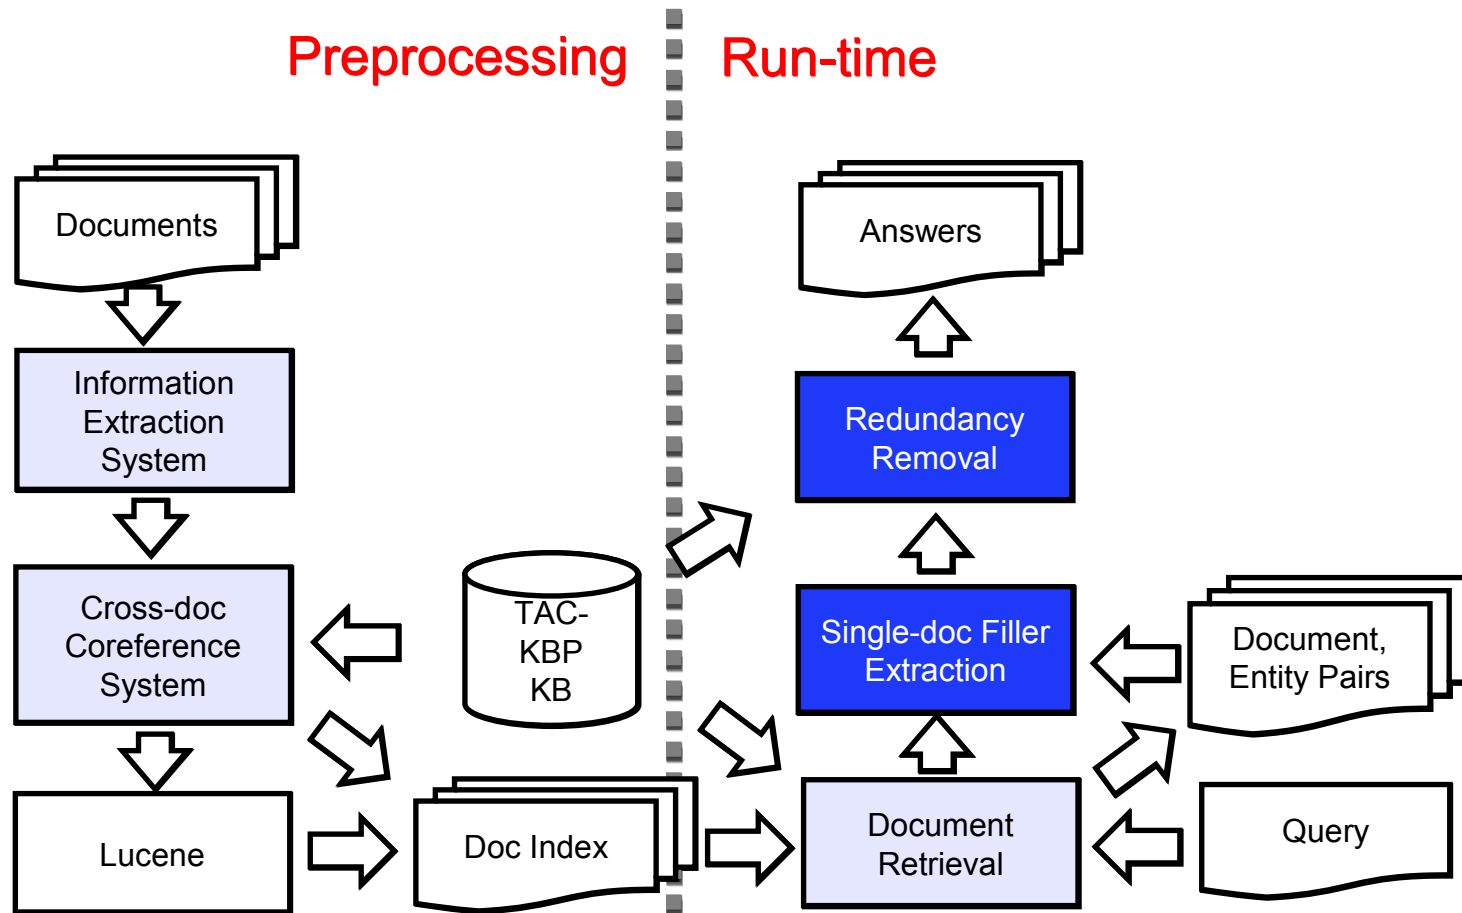 Preprocessing
Run-time
Documents
Information
Extraction
System
Cross-doc
Coreference
System
Lucene
TAC-
KBP
KB
Doc Index
Answers
Redundancy
Removal
Single-doc Filler
Extraction
Document
Retrieval
Document,
Entity Pairs
Query